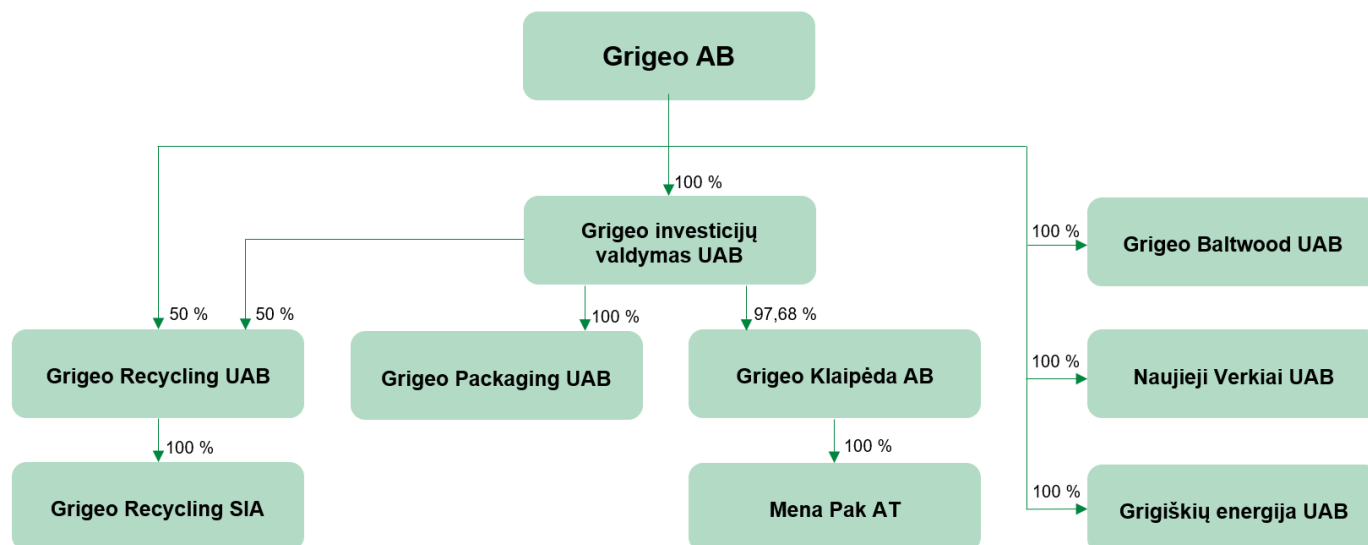 Grigeo AB
100 %
Grigeo investicijų
valdymas UAB
100 %
Grigeo Baltwood UAB
50 %
50 %
100 %
97,68 %
Grigeo Recycling UAB
Grigeo Packaging UAB
Grigeo Klaipėda AB
100 %
Naujieji Verkiai UAB
100 %
100 %
Grigeo Recycling SIA
Mena Pak AT
100 %
Grigiškių energija UAB